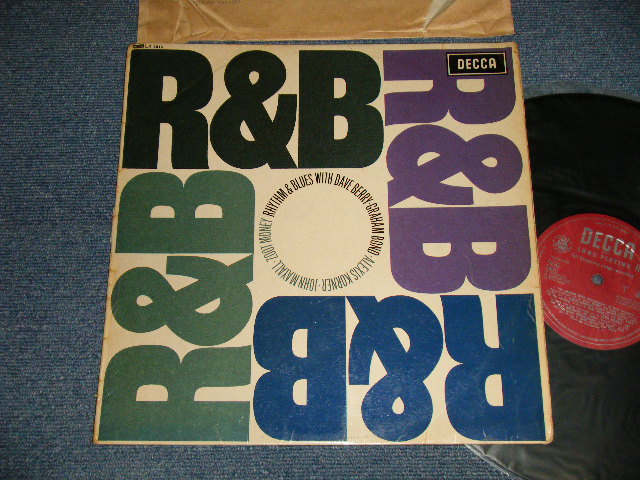 R&B
DECCA
R&B
R&B
R&B
RHYTHM & BLUES WITH DAVE BERRY · GRAHAM BOND · ALEXIS KORNER · JOHN MAYALL · ZOOT MONEY
DECCA
LONG PLAYING